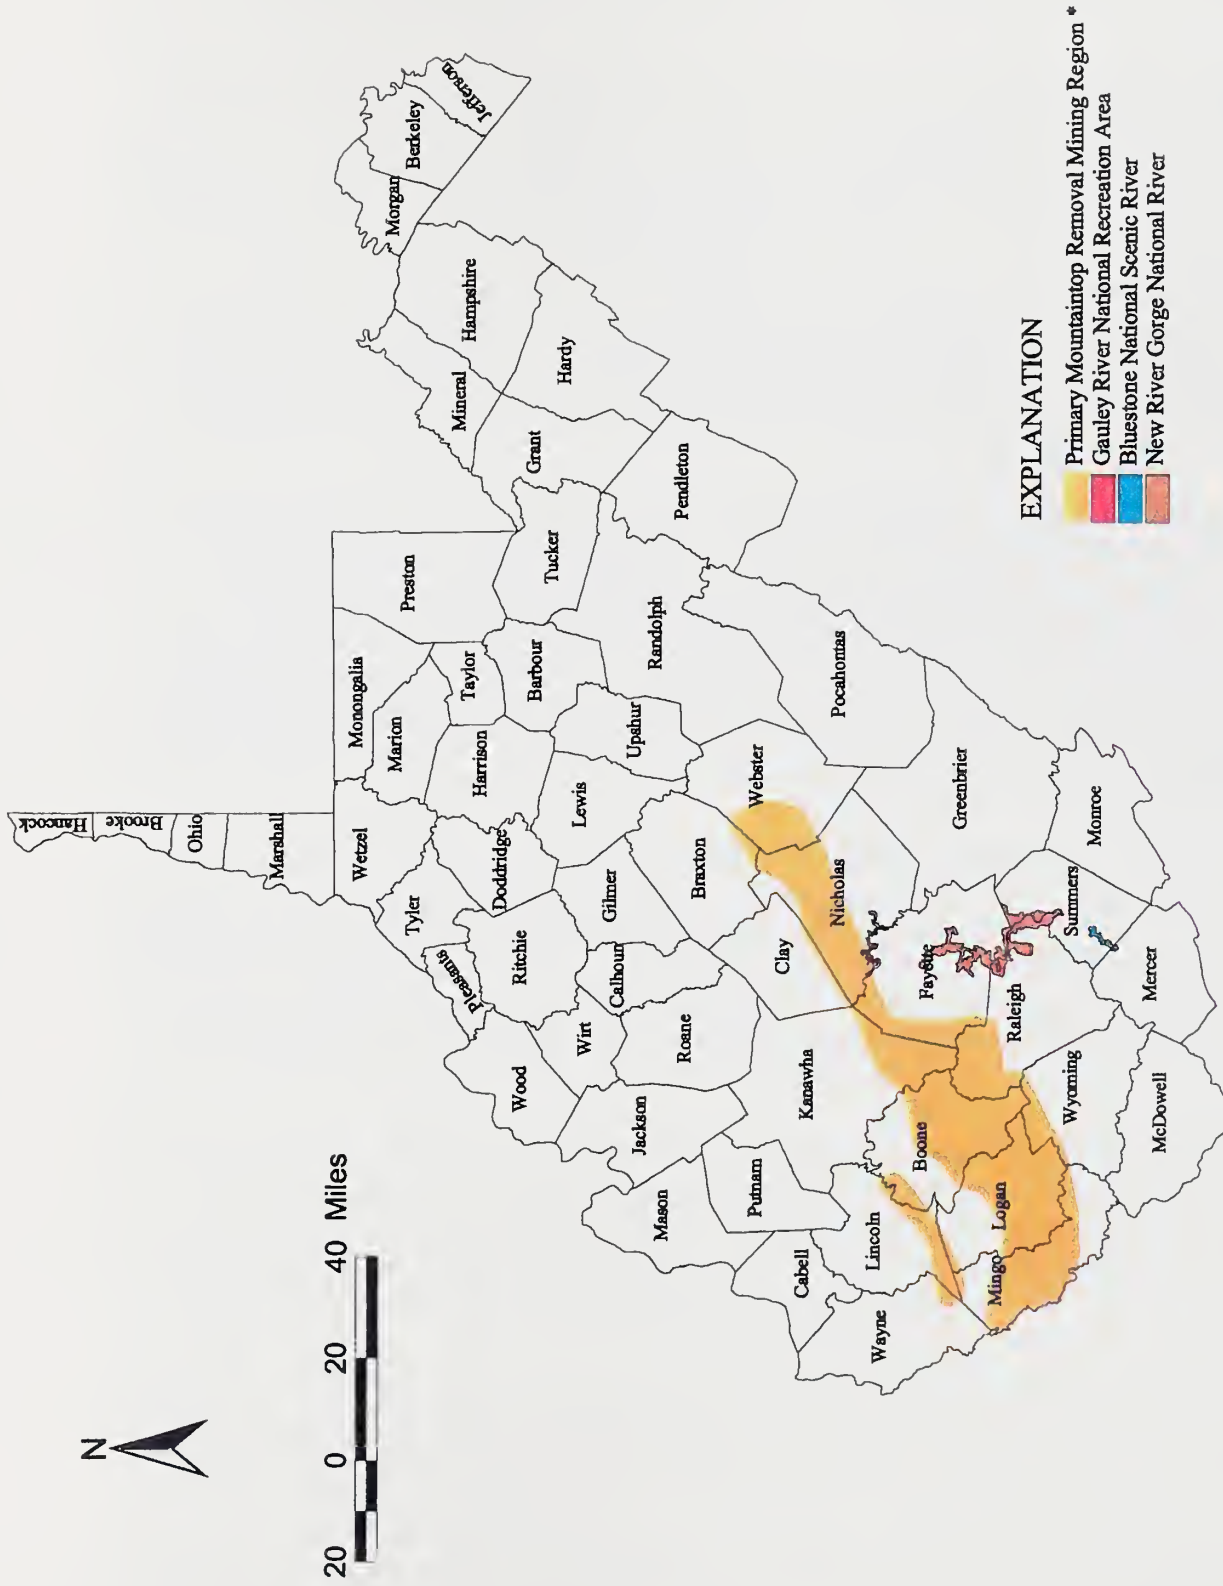 N
20 0 20 40 Miles
Hancock
Brooke
Ohio
Marshall
Wetzel
Monongalia
Marion
Preston
Morgan
Berkeley
Jefferson
Tyler
Pleasants
Doddridge
Harrison
Taylor
Mineral
Hampshire
Wood
Ritchie
Barbour
Tucker
Grant
Hardy
Wirt
Calhoun
Gilmer
Lewis
Upshur
Randolph
Pendleton
Mason
Jackson
Roane
Braxton
Webster
Pocahontas
Putnam
Kanawha
Clay
Nicholas
Cabell
Wayne
Lincoln
Boone
Fayette
Greenbrier
Mingo
Logan
Raleigh
Summers
Monroe
Wyoming
Mercer
McDowell
EXPLANATION
Primary Mountaintop Removal Mining Region *
Gauley River National Recreation Area
Bluestone National Scenic River
New River Gorge National River